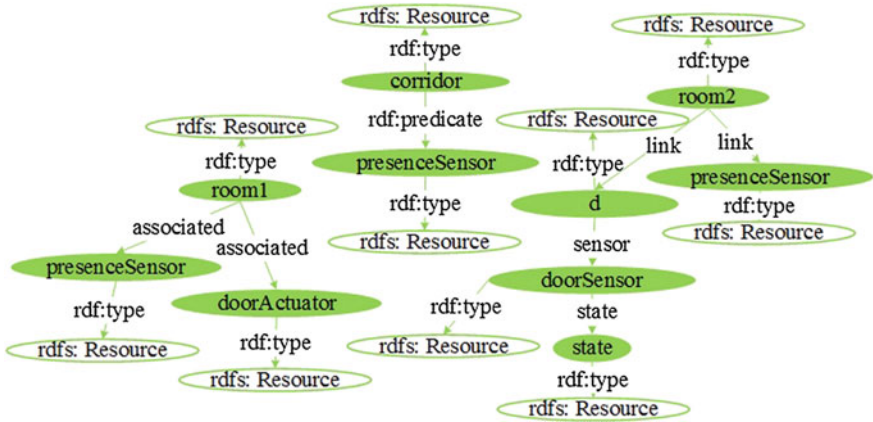 rdfs: Resource
rdf:type
corridor
rdf:predicate
presenceSensor
rdf:type
rdfs: Resource
rdfs: Resource
rdf:type
room1
associated
associated
presenceSensor
rdf:type
rdfs: Resource
doorActuator
rdf:type
rdfs: Resource
rdfs: Resource
rdf:type
room2
link
link
rdfs: Resource
rdf:type
d
presenceSensor
rdf:type
rdfs: Resource
sensor
doorSensor
rdf:type
rdfs: Resource
state
state
rdf:type
rdfs: Resource